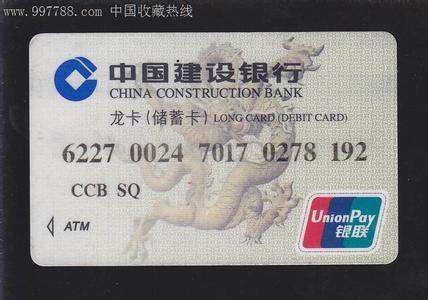 www.997788.com 中国收藏热线
中国建设银行
CHINA CONSTRUCTION BANK
龙卡(储蓄卡) LONG CARD (DEBIT CARD)
6227 0024 7017 0278 192
CCB SQ
ATM
UnionPay
银联